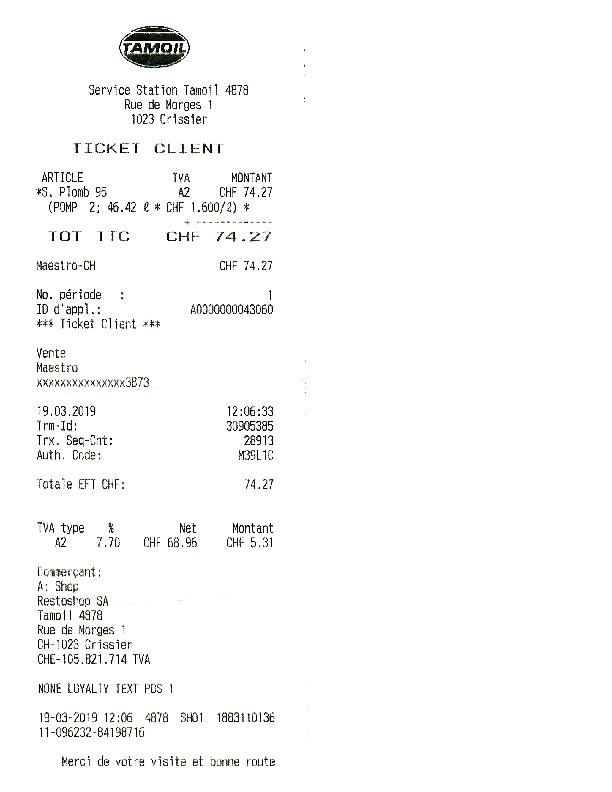 TAMOIL
Service Station Tamoil 4878
Rue de Morges 1
1023 Crissier
TICKET CLIENT
ARTICLE TVA MONTANT
*S. Plomb 95 A2 CHF 74.27
(POMP 2; 46.42 ℓ * CHF 1.600/ℓ) *
+ -------------
TOT TTC CHF 74.27
Maestro-CH CHF 74.27
No. période : 1
ID d'appl.: A0000000043060
*** Ticket Client ***
Vente
Maestro
xxxxxxxxxxxxxxx3873
19.03.2019 12:06:33
Trm-Id: 30905385
Trx. Seq-Cnt: 28913
Auth. Code: M39L1C
Totale EFT CHF: 74.27
TVA type % Net Montant
A2 7.70 CHF 68.96 CHF 5.31
Commerçant:
A: Shop
Restoshop SA
Tamoil 4878
Rue de Morges 1
CH-1023 Crissier
CHE-105.821.714 TVA
NONE LOYALTY TEXT POS 1
19-03-2019 12:06 4878 SH01 1883110136
11-096232-84198716
Merci de votre visite et bonne route